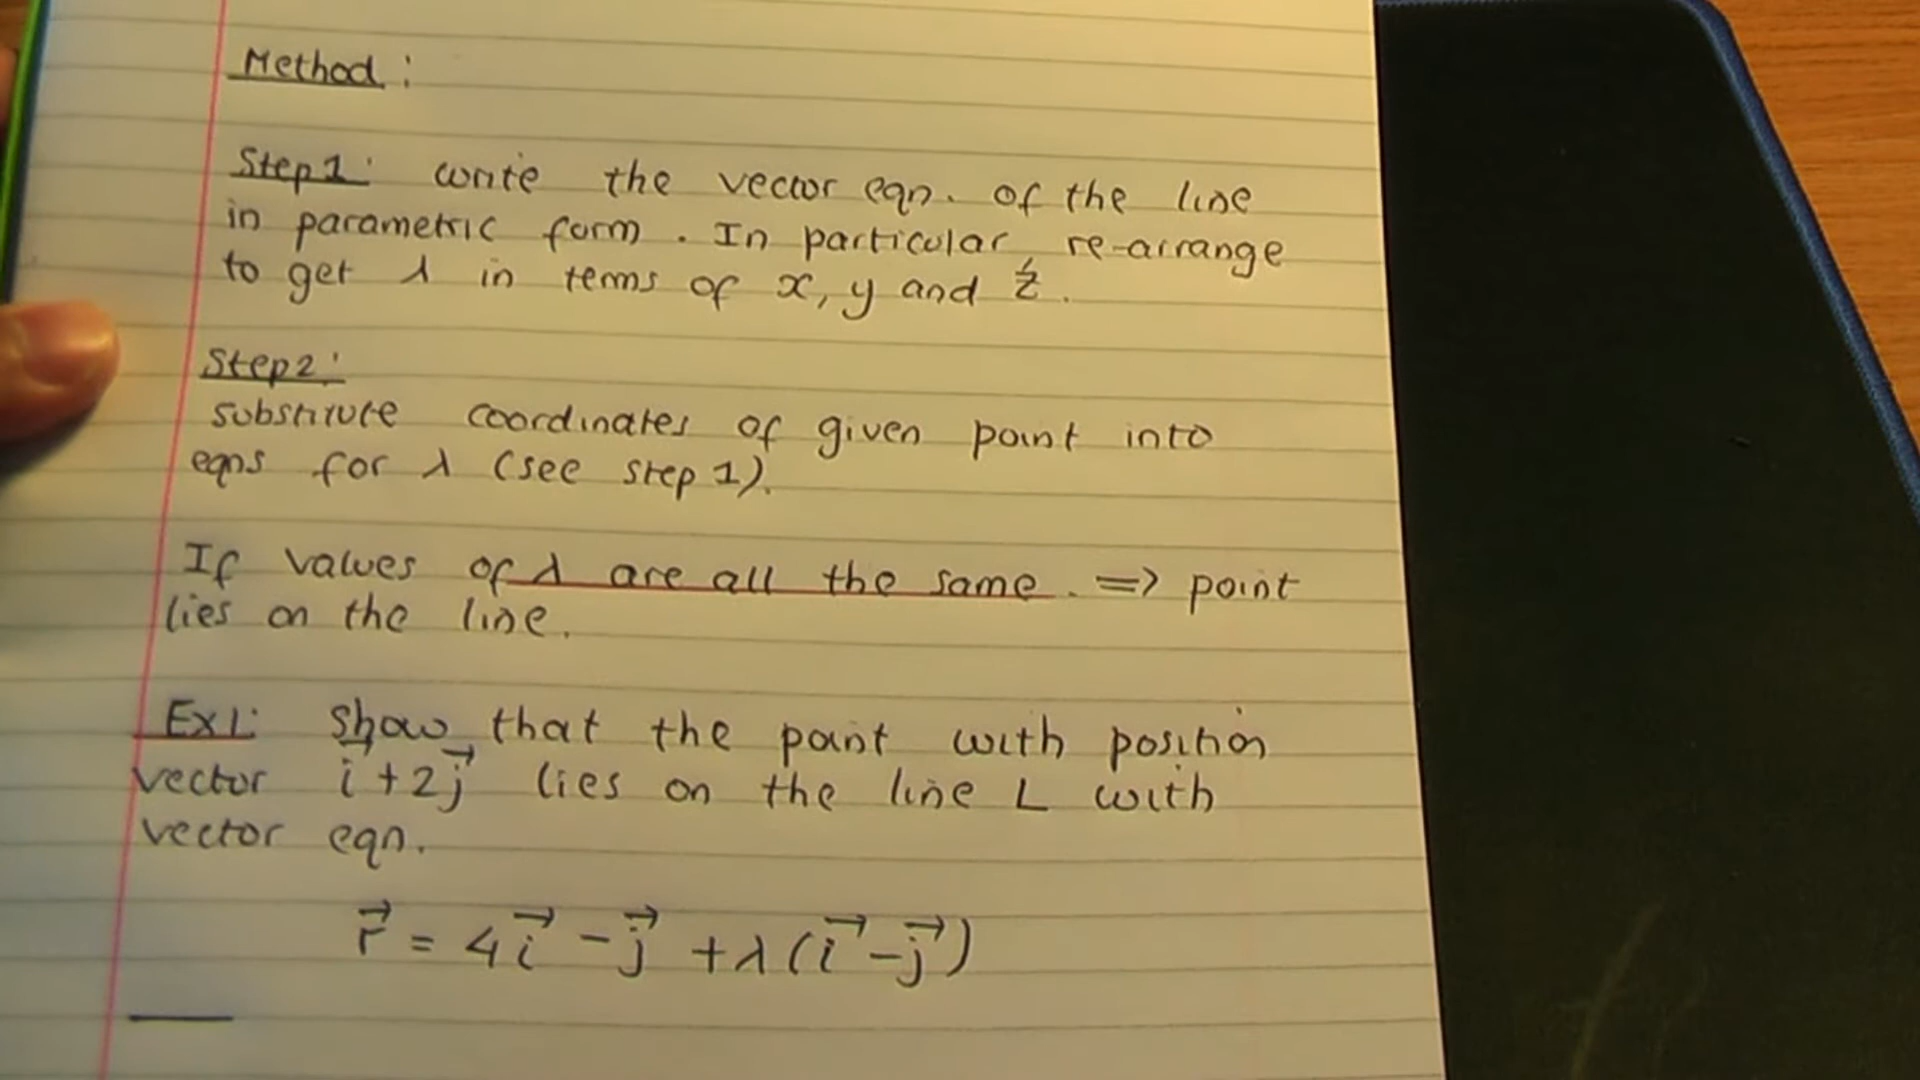 Method:
Step 1: write the vector eqn. of the line
in parametric form. In particular, re-arrange
to get λ in terms of x, y and z.
Step 2:
substitute coordinates of given point into
eqns for λ (see step 1).
If values of λ are all the same. => point
lies on the line.
Ex1: show that the point with position
vector i⃗ + 2j⃗ lies on the line L with
vector eqn.
r⃗ = 4i⃗ - j⃗ + λ(i⃗ - j⃗)